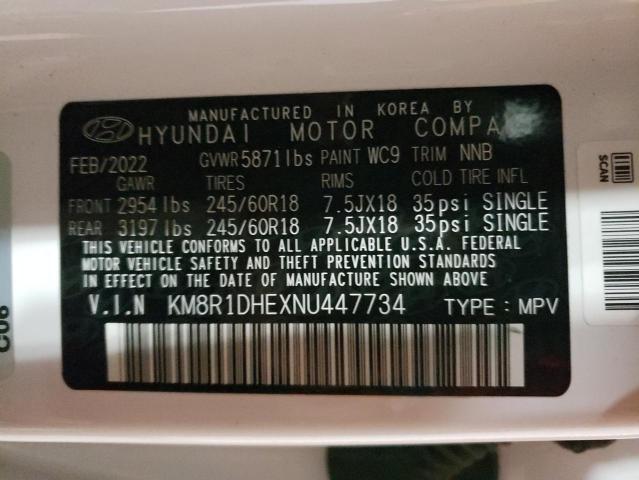 MANUFACTURED IN KOREA BY
HYUNDAI MOTOR COMPA
FEB/2022 GVWR 5871lbs PAINT WC9 TRIM NNB
GAWR TIRES RIMS COLD TIRE INFL
FRONT 2954 lbs 245/60R18 7.5JX18 35psi SINGLE
REAR 3197 lbs 245/60R18 7.5JX18 35psi SINGLE
THIS VEHICLE CONFORMS TO ALL APPLICABLE U.S.A. FEDERAL
MOTOR VEHICLE SAFETY AND THEFT PREVENTION STANDARDS
IN EFFECT ON THE DATE OF MANUFACTURE SHOWN ABOVE
V.I.N KM8R1DHEXNU447734 TYPE : MPV
SCAN